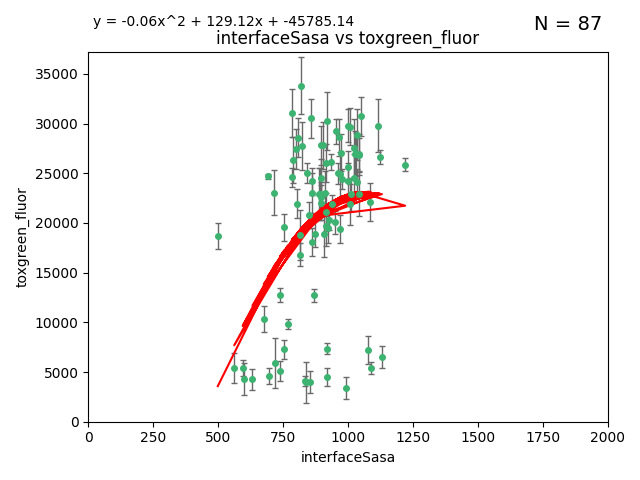 y = -0.06x^2 + 129.12x + -45785.14
N = 87
interfaceSasa vs toxgreen_fluor
35000
30000
25000
20000
15000
10000
5000
0
toxgreen_fluor
0 250 500 750 1000 1250 1500 1750 2000
interfaceSasa